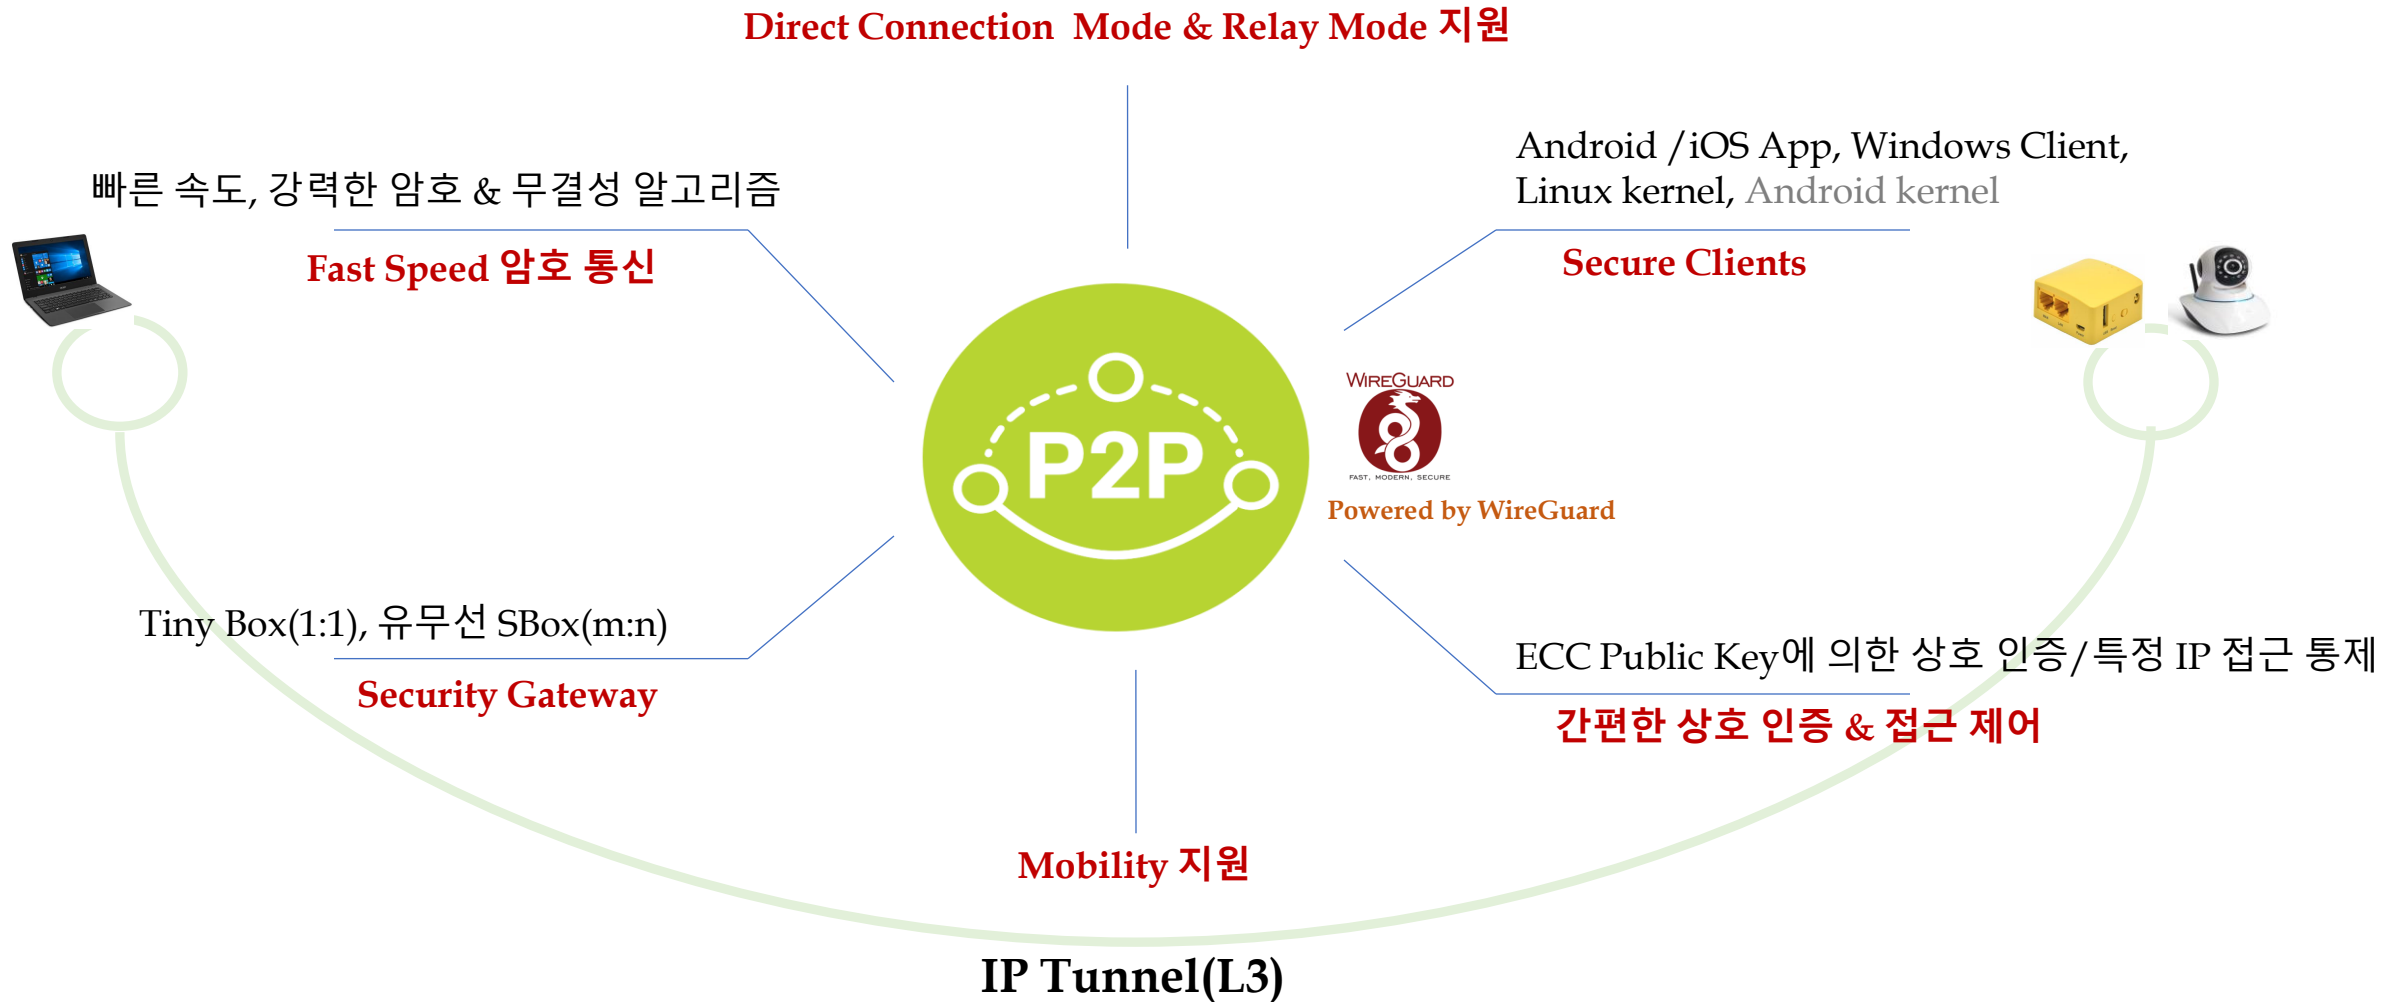 Direct Connection Mode & Relay Mode 지원
빠른 속도, 강력한 암호 & 무결성 알고리즘
Fast Speed 암호 통신
Android /iOS App, Windows Client,
Linux kernel, Android kernel
Secure Clients
P2P
WIREGUARD
FAST, MODERN, SECURE
Powered by WireGuard
Tiny Box(1:1), 유무선 SBox(m:n)
Security Gateway
ECC Public Key에 의한 상호 인증/특정 IP 접근 통제
간편한 상호 인증 & 접근 제어
Mobility 지원
IP Tunnel(L3)